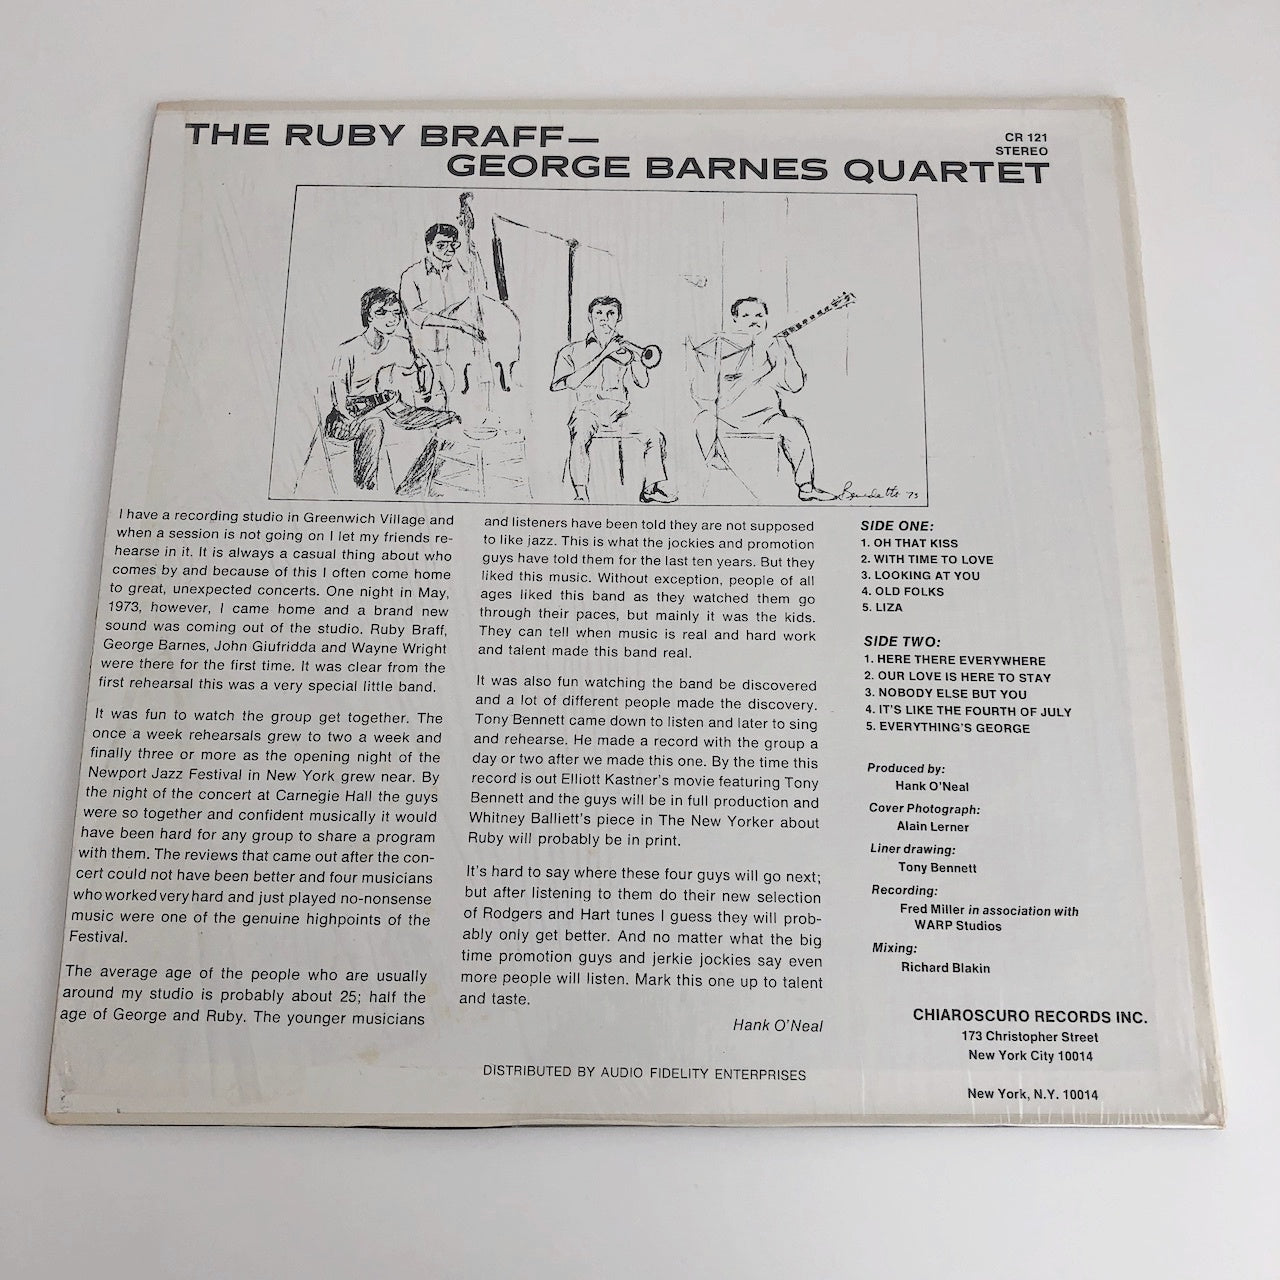 THE RUBY BRAFF—
GEORGE BARNES QUARTET
CR 121
STEREO
Benedetto '73
I have a recording studio in Greenwich Village and
when a session is not going on I let my friends re-
hearse in it. It is always a casual thing about who
comes by and because of this I often come home
to great, unexpected concerts. One night in May,
1973, however, I came home and a brand new
sound was coming out of the studio. Ruby Braff,
George Barnes, John Giufridda and Wayne Wright
were there for the first time. It was clear from the
first rehearsal this was a very special little band.
It was fun to watch the group get together. The
once a week rehearsals grew to two a week and
finally three or more as the opening night of the
Newport Jazz Festival in New York grew near. By
the night of the concert at Carnegie Hall the guys
were so together and confident musically it would
have been hard for any group to share a program
with them. The reviews that came out after the con-
cert could not have been better and four musicians
who worked very hard and just played no-nonsense
music were one of the genuine highpoints of the
Festival.
The average age of the people who are usually
around my studio is probably about 25; half the
age of George and Ruby. The younger musicians
and listeners have been told they are not supposed
to like jazz. This is what the jockies and promotion
guys have told them for the last ten years. But they
liked this music. Without exception, people of all
ages liked this band as they watched them go
through their paces, but mainly it was the kids.
They can tell when music is real and hard work
and talent made this band real.
It was also fun watching the band be discovered
and a lot of different people made the discovery.
Tony Bennett came down to listen and later to sing
and rehearse. He made a record with the group a
day or two after we made this one. By the time this
record is out Elliott Kastner's movie featuring Tony
Bennett and the guys will be in full production and
Whitney Balliett's piece in The New Yorker about
Ruby will probably be in print.
It's hard to say where these four guys will go next;
but after listening to them do their new selection
of Rodgers and Hart tunes I guess they will prob-
ably only get better. And no matter what the big
time promotion guys and jerkie jockies say even
more people will listen. Mark this one up to talent
and taste.
Hank O'Neal
SIDE ONE:
1. OH THAT KISS
2. WITH TIME TO LOVE
3. LOOKING AT YOU
4. OLD FOLKS
5. LIZA
SIDE TWO:
1. HERE THERE EVERYWHERE
2. OUR LOVE IS HERE TO STAY
3. NOBODY ELSE BUT YOU
4. IT'S LIKE THE FOURTH OF JULY
5. EVERYTHING'S GEORGE
Produced by:
Hank O'Neal
Cover Photograph:
Alain Lerner
Liner drawing:
Tony Bennett
Recording:
Fred Miller in association with
WARP Studios
Mixing:
Richard Blakin
CHIAROSCURO RECORDS INC.
173 Christopher Street
New York City 10014
New York, N.Y. 10014
DISTRIBUTED BY AUDIO FIDELITY ENTERPRISES